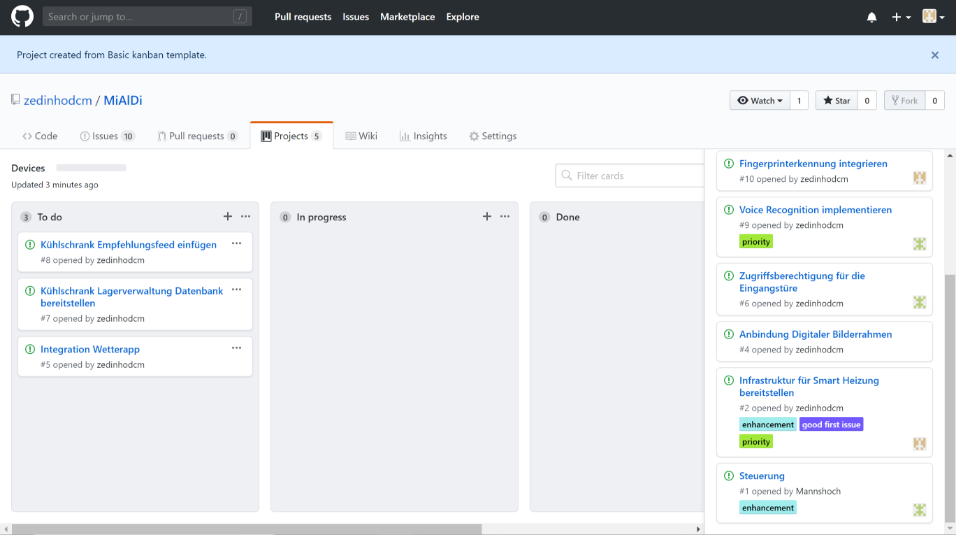 Search or jump to...
/
Pull requests Issues Marketplace Explore
Project created from Basic kanban template.
zedinhodcm / MiAlDi
Watch 1
Star 0
Fork 0
Code
Issues 10
Pull requests 0
Projects 5
Wiki
Insights
Settings
Devices
Updated 3 minutes ago
Filter cards
3 To do
Kühlschrank Empfehlungsfeed einfügen
#8 opened by zedinhodcm
Kühlschrank Lagerverwaltung Datenbank
bereitstellen
#7 opened by zedinhodcm
Integration Wetterapp
#5 opened by zedinhodcm
0 In progress
0 Done
Fingerprinterkennung integrieren
#10 opened by zedinhodcm
Voice Recognition implementieren
#9 opened by zedinhodcm
priority
Zugriffsberechtigung für die
Eingangstüre
#6 opened by zedinhodcm
Anbindung Digitaler Bilderrahmen
#4 opened by zedinhodcm
Infrastruktur für Smart Heizung
bereitstellen
#2 opened by zedinhodcm
enhancement good first issue
priority
Steuerung
#1 opened by Mannshoch
enhancement